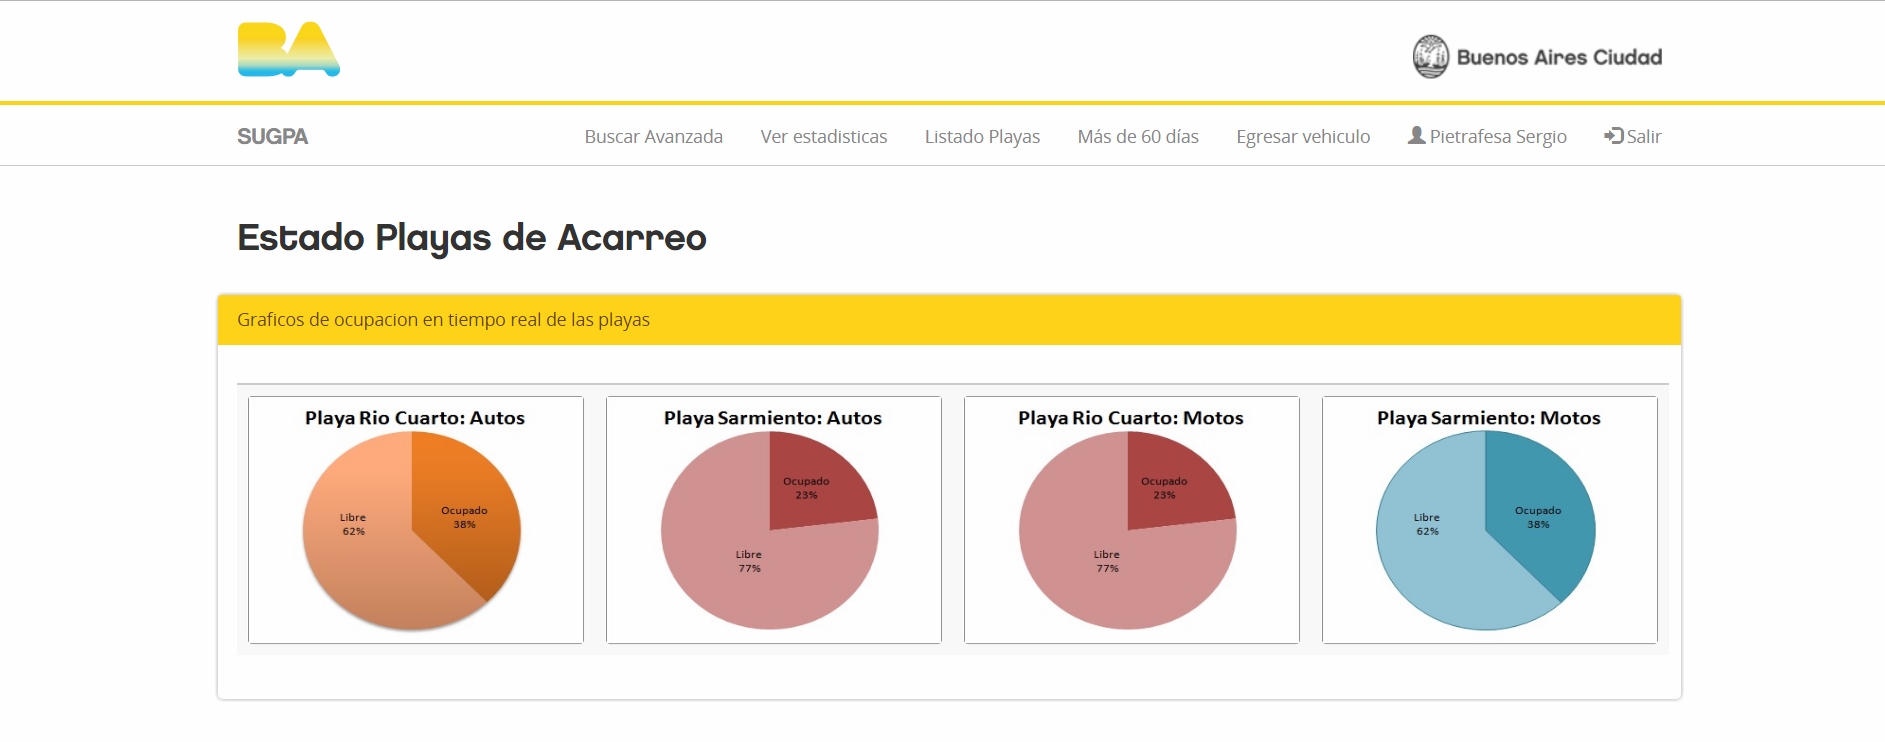 BA
Buenos Aires Ciudad
SUGPA
Buscar Avanzada
Ver estadisticas
Listado Playas
Más de 60 días
Egresar vehiculo
Pietrafesa Sergio
Salir
Estado Playas de Acarreo
Graficos de ocupacion en tiempo real de las playas
Playa Rio Cuarto: Autos
Ocupado
38%
Libre
62%
Playa Sarmiento: Autos
Ocupado
23%
Libre
77%
Playa Rio Cuarto: Motos
Ocupado
23%
Libre
77%
Playa Sarmiento: Motos
Ocupado
38%
Libre
62%